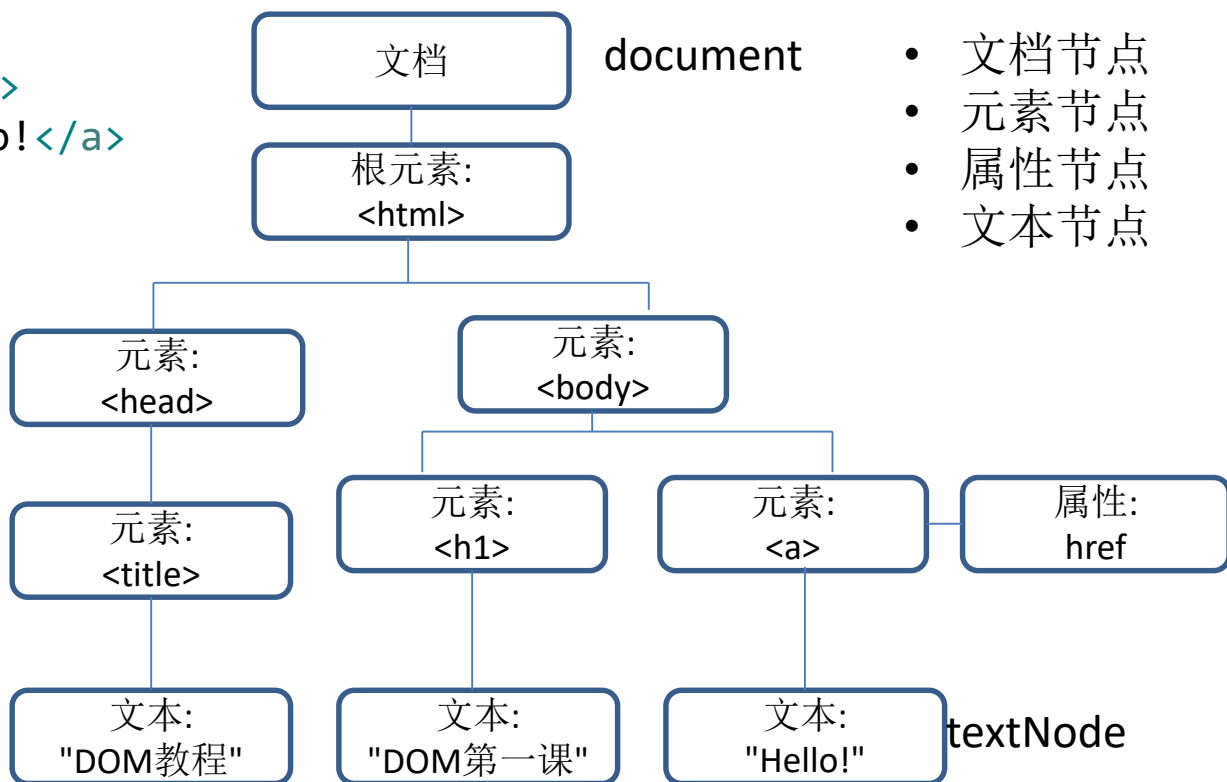 >
o!</a>
文档
document
• 文档节点
• 元素节点
• 属性节点
• 文本节点
根元素:
<html>
元素:
<head>
元素:
<body>
元素:
<title>
元素:
<h1>
元素:
<a>
属性:
href
文本:
"DOM教程"
文本:
"DOM第一课"
文本:
"Hello!"
textNode